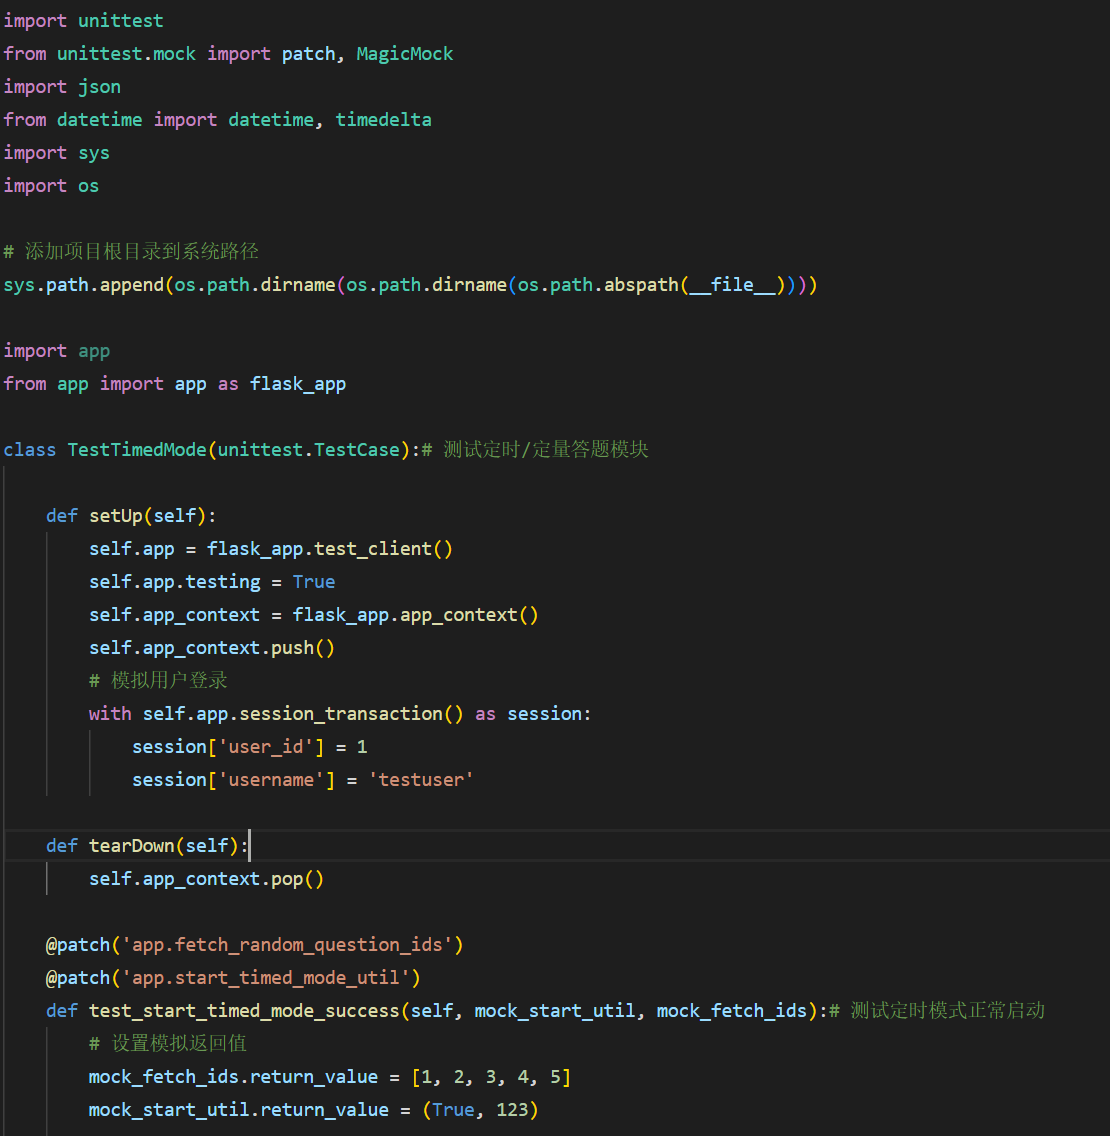 import unittest
from unittest.mock import patch, MagicMock
import json
from datetime import datetime, timedelta
import sys
import os
# 添加项目根目录到系统路径
sys.path.append(os.path.dirname(os.path.dirname(os.path.abspath(__file__))))
import app
from app import app as flask_app
class TestTimedMode(unittest.TestCase):# 测试定时/定量答题模块
    def setUp(self):
        self.app = flask_app.test_client()
        self.app.testing = True
        self.app_context = flask_app.app_context()
        self.app_context.push()
        # 模拟用户登录
        with self.app.session_transaction() as session:
            session['user_id'] = 1
            session['username'] = 'testuser'
    def tearDown(self):
        self.app_context.pop()
    @patch('app.fetch_random_question_ids')
    @patch('app.start_timed_mode_util')
    def test_start_timed_mode_success(self, mock_start_util, mock_fetch_ids):# 测试定时模式正常启动
        # 设置模拟返回值
        mock_fetch_ids.return_value = [1, 2, 3, 4, 5]
        mock_start_util.return_value = (True, 123)